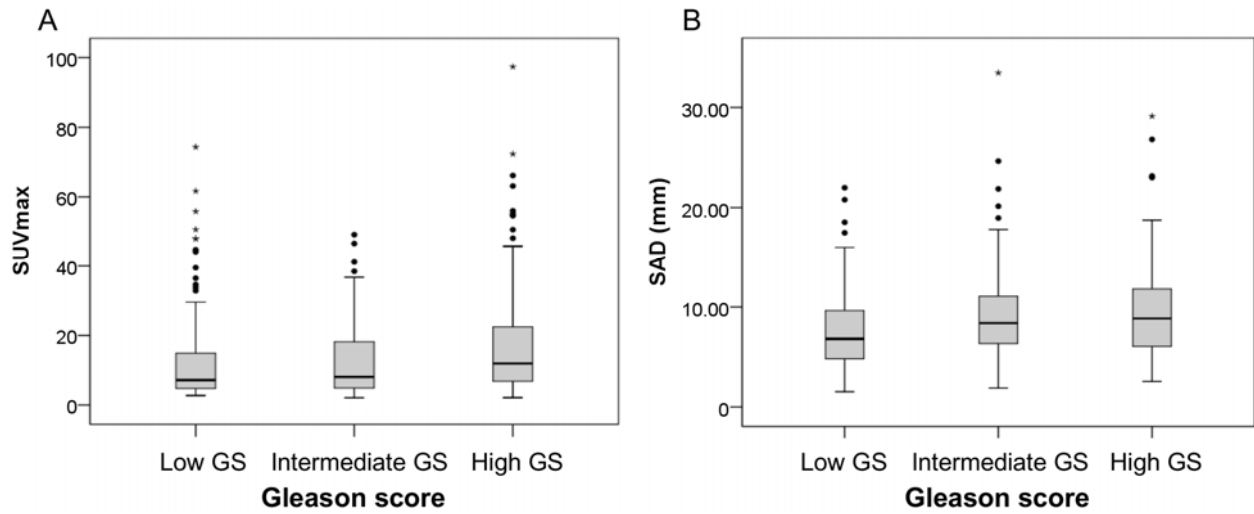 A
100
80
60
40
20
0
SUVmax
Low GS Intermediate GS High GS
Gleason score
B
30.00
20.00
10.00
0
SAD (mm)
Low GS Intermediate GS High GS
Gleason score